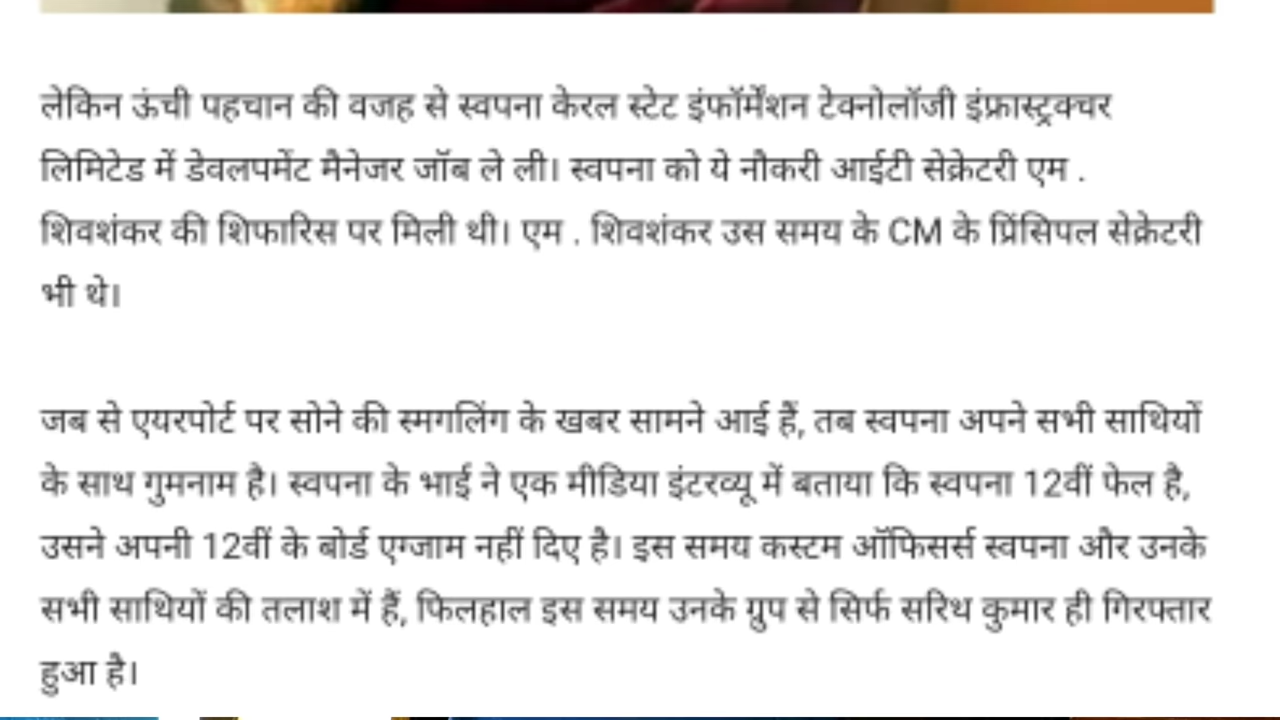 लेकिन ऊंची पहचान की वजह से स्वपना केरल स्टेट इंफॉर्मेंशन टेक्नोलॉजी इंफ्रास्ट्रक्चर
लिमिटेड में डेवलपमेंट मैनेजर जॉब ले ली। स्वपना को ये नौकरी आईटी सेक्रेटरी एम .
शिवशंकर की शिफारिस पर मिली थी। एम . शिवशंकर उस समय के CM के प्रिंसिपल सेक्रेटरी
भी थे।
जब से एयरपोर्ट पर सोने की स्मगलिंग के खबर सामने आई हैं, तब स्वपना अपने सभी साथियों
के साथ गुमनाम है। स्वपना के भाई ने एक मीडिया इंटरव्यू में बताया कि स्वपना 12वीं फेल है,
उसने अपनी 12वीं के बोर्ड एग्जाम नहीं दिए है। इस समय कस्टम ऑफिसर्स स्वपना और उनके
सभी साथियों की तलाश में हैं, फिलहाल इस समय उनके ग्रुप से सिर्फ सरिथ कुमार ही गिरफ्तार
हुआ है।